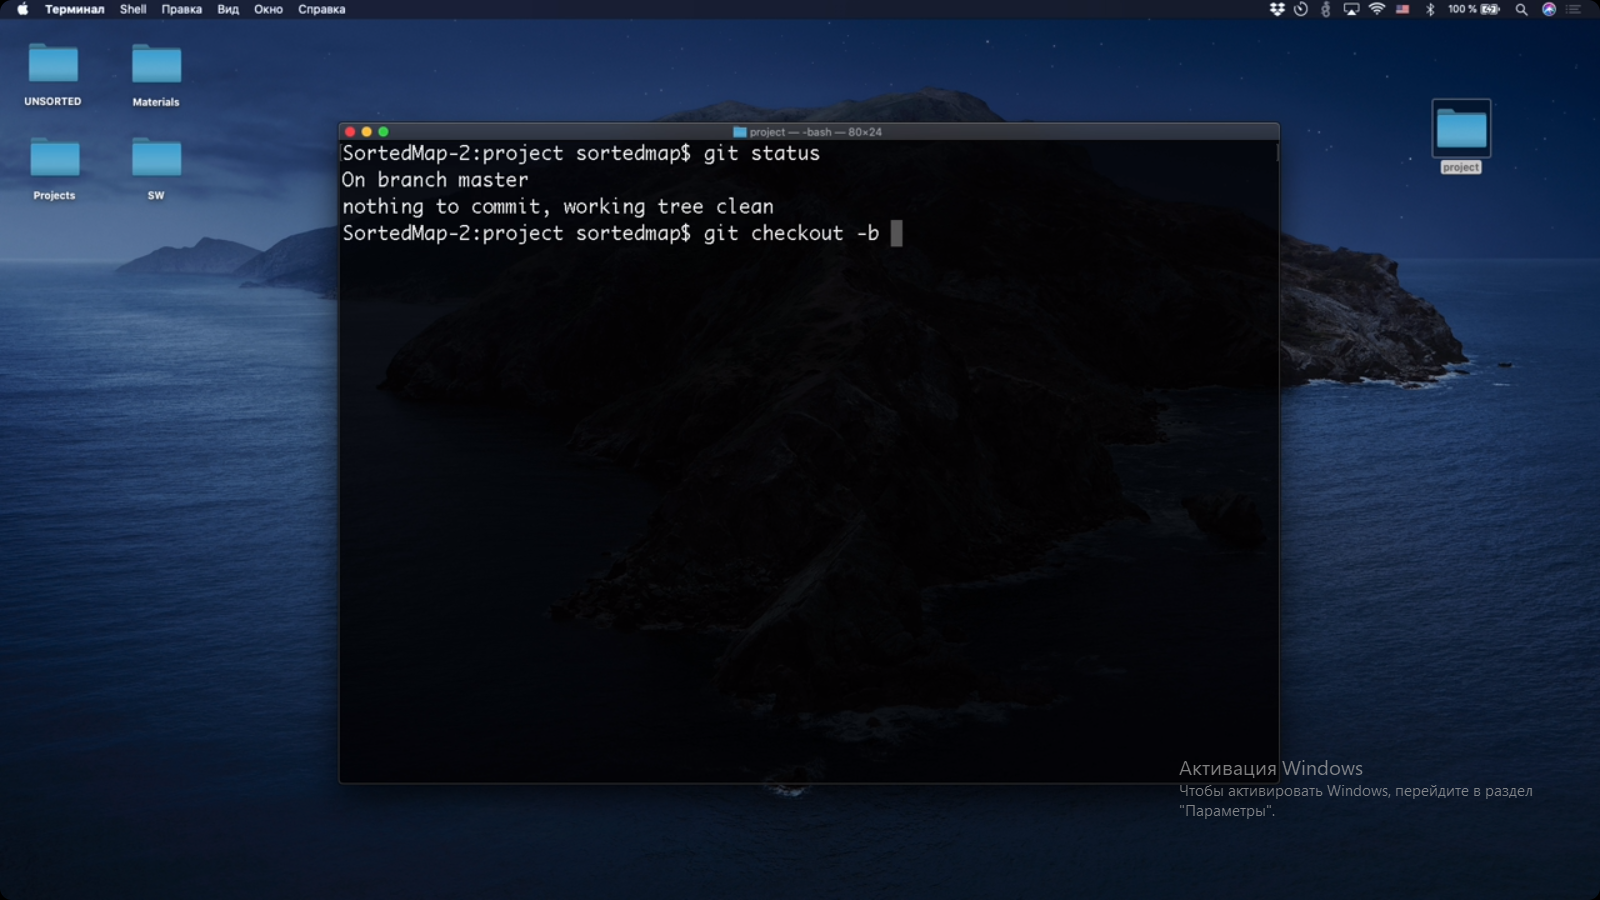 Терминал Shell Правка Вид Окно Справка 100 %
UNSORTED Materials
Projects SW
project
project — -bash — 80×24
SortedMap-2:project sortedmap$ git status
On branch master
nothing to commit, working tree clean
SortedMap-2:project sortedmap$ git checkout -b
Активация Windows
Чтобы активировать Windows, перейдите в раздел
"Параметры".